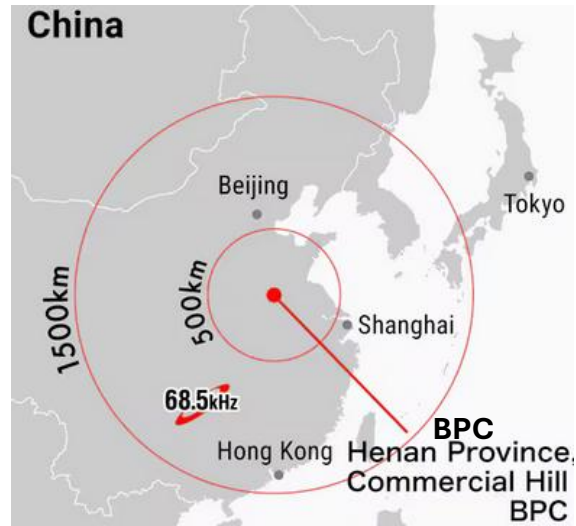 China
Beijing
Tokyo
500km
1500km
Shanghai
68.5kHz
BPC
Hong Kong
Henan Province,
Commercial Hill
BPC